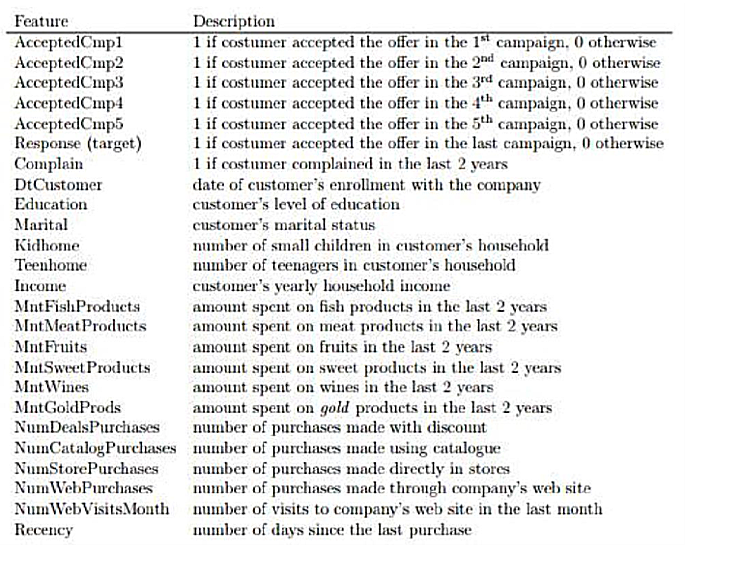 Feature Description
AcceptedCmp1 1 if costumer accepted the offer in the 1st campaign, 0 otherwise
AcceptedCmp2 1 if costumer accepted the offer in the 2nd campaign, 0 otherwise
AcceptedCmp3 1 if costumer accepted the offer in the 3rd campaign, 0 otherwise
AcceptedCmp4 1 if costumer accepted the offer in the 4th campaign, 0 otherwise
AcceptedCmp5 1 if costumer accepted the offer in the 5th campaign, 0 otherwise
Response (target) 1 if costumer accepted the offer in the last campaign, 0 otherwise
Complain 1 if costumer complained in the last 2 years
DtCustomer date of customer's enrollment with the company
Education customer's level of education
Marital customer's marital status
Kidhome number of small children in customer's household
Teenhome number of teenagers in customer's household
Income customer's yearly household income
MntFishProducts amount spent on fish products in the last 2 years
MntMeatProducts amount spent on meat products in the last 2 years
MntFruits amount spent on fruits in the last 2 years
MntSweetProducts amount spent on sweet products in the last 2 years
MntWines amount spent on wines in the last 2 years
MntGoldProds amount spent on gold products in the last 2 years
NumDealsPurchases number of purchases made with discount
NumCatalogPurchases number of purchases made using catalogue
NumStorePurchases number of purchases made directly in stores
NumWebPurchases number of purchases made through company's web site
NumWebVisitsMonth number of visits to company's web site in the last month
Recency number of days since the last purchase